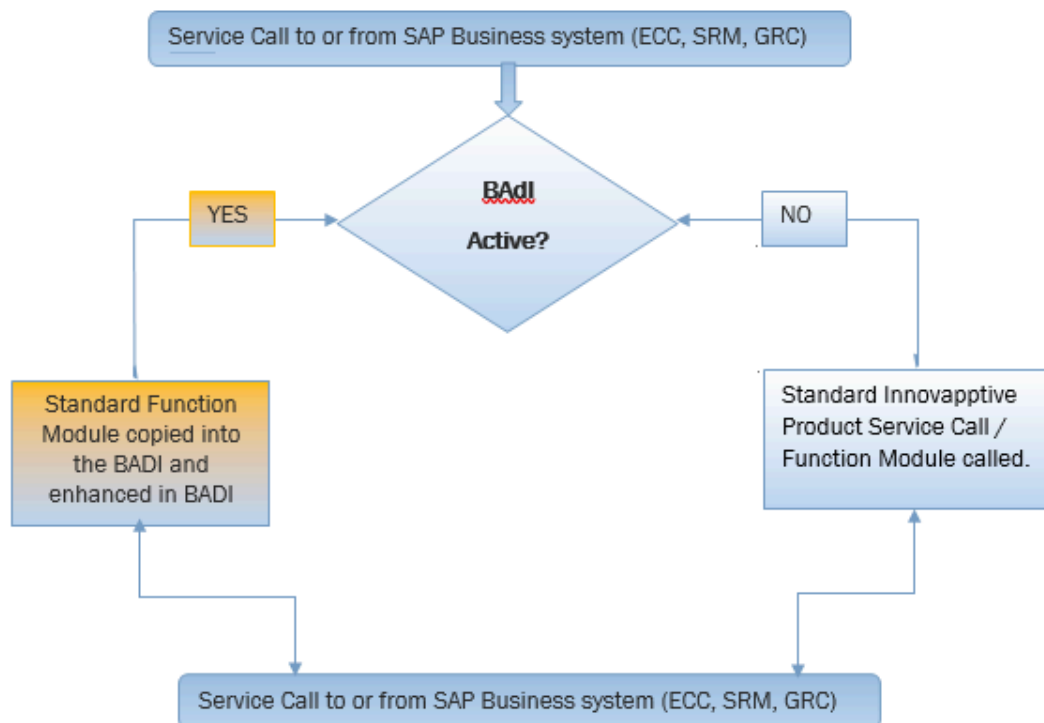 Service Call to or from SAP Business system (ECC, SRM, GRC)
BAdI
Active?
YES
NO
Standard Function
Module copied into
the BADI and
enhanced in BADI
Standard Innovapptive
Product Service Call /
Function Module called.
Service Call to or from SAP Business system (ECC, SRM, GRC)